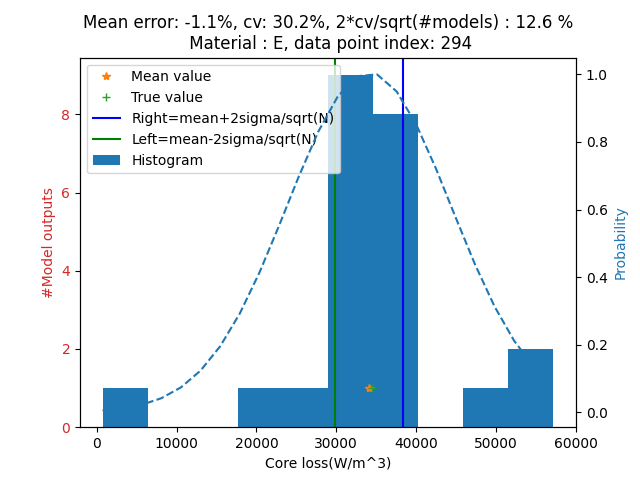 Mean error: -1.1%, cv: 30.2%, 2*cv/sqrt(#models) : 12.6 %
Material : E, data point index: 294
Mean value
True value
Right=mean+2sigma/sqrt(N)
Left=mean-2sigma/sqrt(N)
Histogram
#Model outputs
8
6
4
2
0
1.0
0.8
0.6
0.4
0.2
0.0
Probability
0
10000
20000
30000
40000
50000
60000
Core loss(W/m^3)